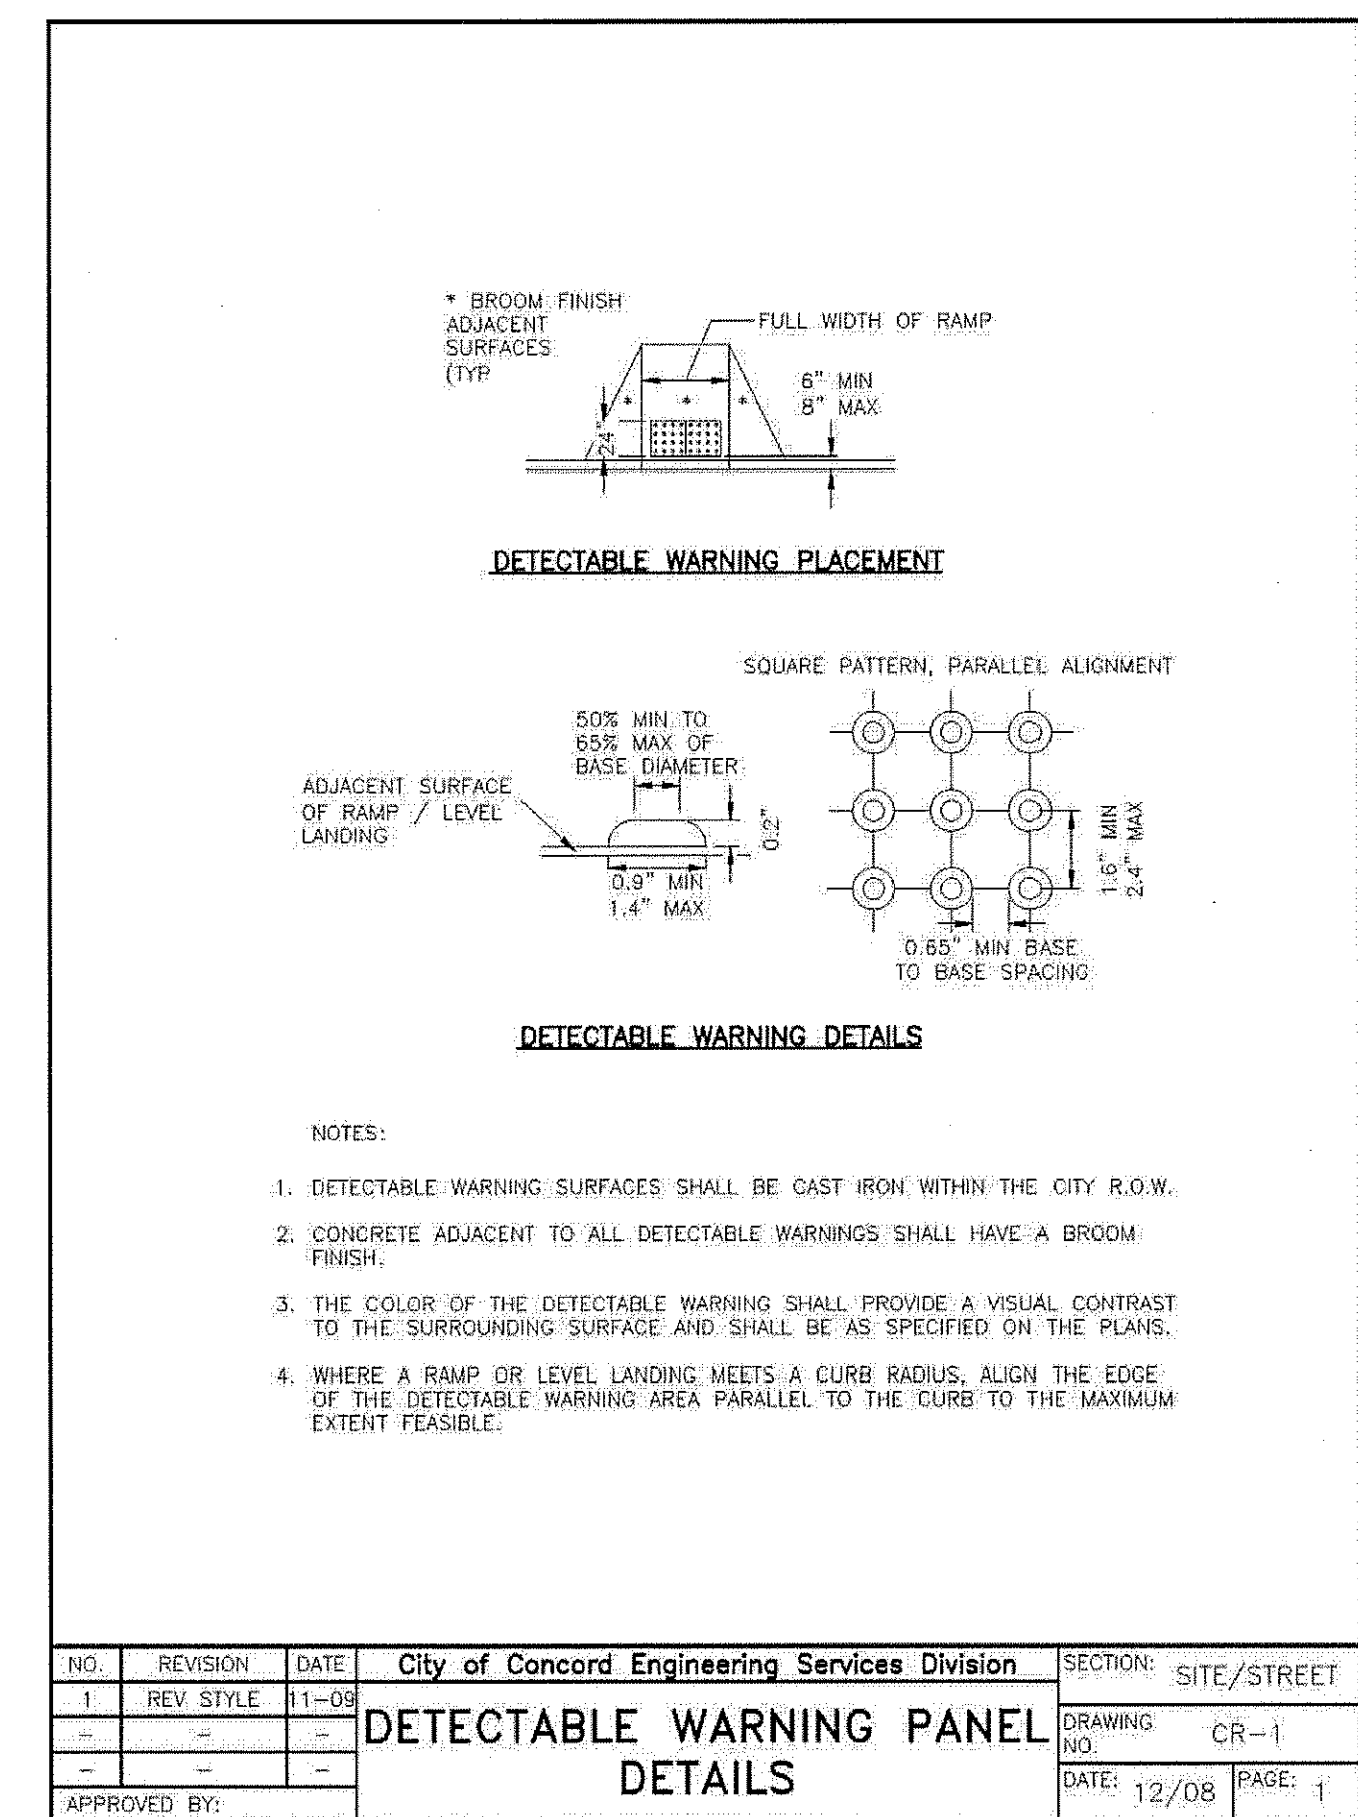 * BROOM FINISH
ADJACENT
SURFACES
(TYP
FULL WIDTH OF RAMP
6" MIN
8" MAX
24"
DETECTABLE WARNING PLACEMENT
SQUARE PATTERN, PARALLEL ALIGNMENT
50% MIN TO
65% MAX OF
BASE DIAMETER
ADJACENT SURFACE
OF RAMP / LEVEL
LANDING
0.2"
0.9" MIN
1.4" MAX
1.6" MIN
2.4" MAX
0.65" MIN BASE
TO BASE SPACING
DETECTABLE WARNING DETAILS
NOTES:
1. DETECTABLE WARNING SURFACES SHALL BE CAST IRON WITHIN THE CITY R.O.W.
2. CONCRETE ADJACENT TO ALL DETECTABLE WARNINGS SHALL HAVE A BROOM
FINISH.
3. THE COLOR OF THE DETECTABLE WARNING SHALL PROVIDE A VISUAL CONTRAST
TO THE SURROUNDING SURFACE AND SHALL BE AS SPECIFIED ON THE PLANS.
4. WHERE A RAMP OR LEVEL LANDING MEETS A CURB RADIUS, ALIGN THE EDGE
OF THE DETECTABLE WARNING AREA PARALLEL TO THE CURB TO THE MAXIMUM
EXTENT FEASIBLE.
NO. REVISION DATE
1 REV STYLE 11-09
- - -
- - -
APPROVED BY:
City of Concord Engineering Services Division
DETECTABLE WARNING PANEL
DETAILS
SECTION: SITE/STREET
DRAWING NO. CR-1
DATE: 12/08 PAGE: 1